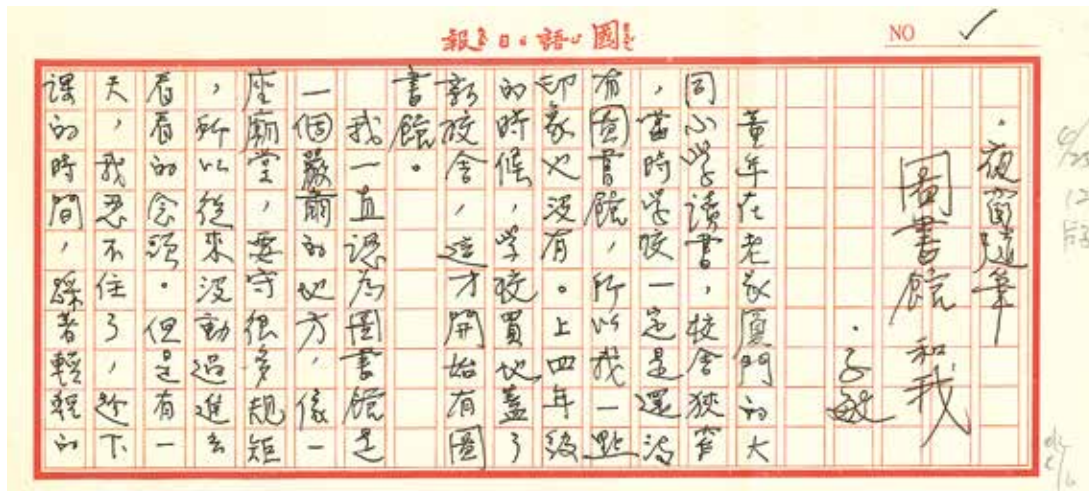 國語日報
NO ✓
·夜窗隨筆
圖書館和我
·子敏
童年在老家廈門的大
同小學讀書，校舍狹窄
，當時學校一定是還沒
有圖書館，所以我一點
印象也沒有。上四年級
的時候，學校買地蓋了
新校舍，這才開始有圖
書館。
我一直認為圖書館是
一個嚴肅的地方，像一
座廟堂，要守很多規矩
，所以從來沒動過進去
看看的念頭。但是有一
天，我忍不住了，趁下
課的時間，踩著輕輕的